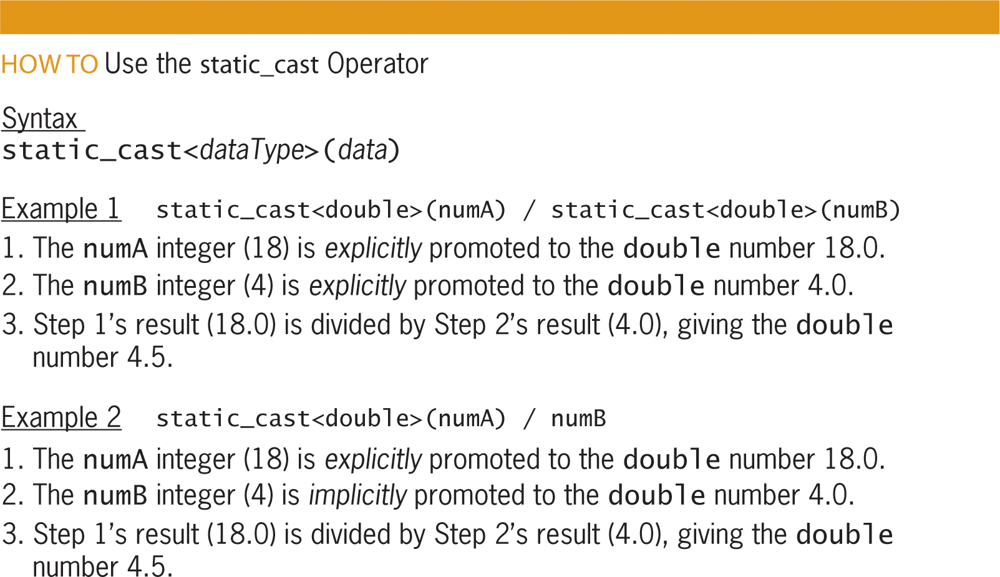 HOW TO Use the static_cast Operator
Syntax
static_cast<dataType>(data)
Example 1 static_cast<double>(numA) / static_cast<double>(numB)
1. The numA integer (18) is explicitly promoted to the double number 18.0.
2. The numB integer (4) is explicitly promoted to the double number 4.0.
3. Step 1’s result (18.0) is divided by Step 2’s result (4.0), giving the double
number 4.5.
Example 2 static_cast<double>(numA) / numB
1. The numA integer (18) is explicitly promoted to the double number 18.0.
2. The numB integer (4) is implicitly promoted to the double number 4.0.
3. Step 1’s result (18.0) is divided by Step 2’s result (4.0), giving the double
number 4.5.